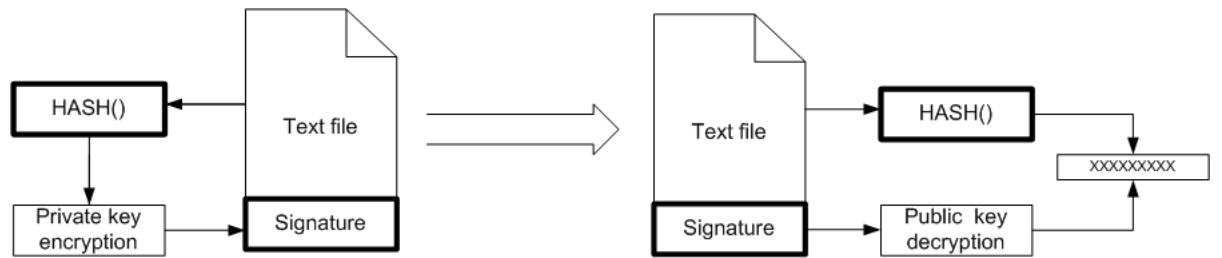 HASH()
Text file
Private key
encryption
Signature
Text file
HASH()
XXXXXXXXX
Signature
Public key
decryption